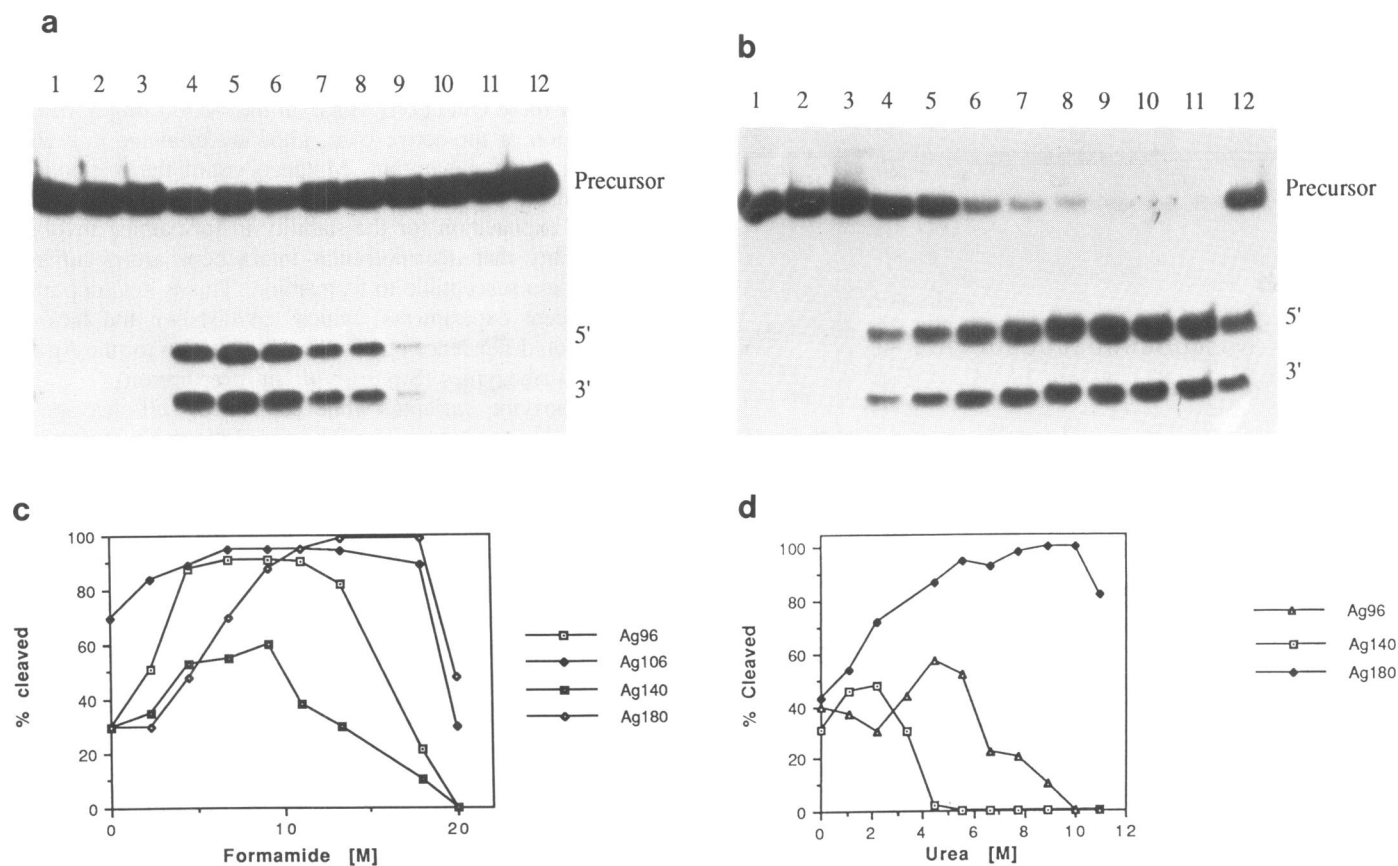 a
1 2 3 4 5 6 7 8 9 10 11 12
Precursor
5'
3'
b
1 2 3 4 5 6 7 8 9 10 11 12
Precursor
5'
3'
c
100
80
60
40
20
0
% cleaved
0 10 20
Formamide [M]
Ag96
Ag106
Ag140
Ag180
d
100
80
60
40
20
0
% Cleaved
0 2 4 6 8 10 12
Urea [M]
Ag96
Ag140
Ag180